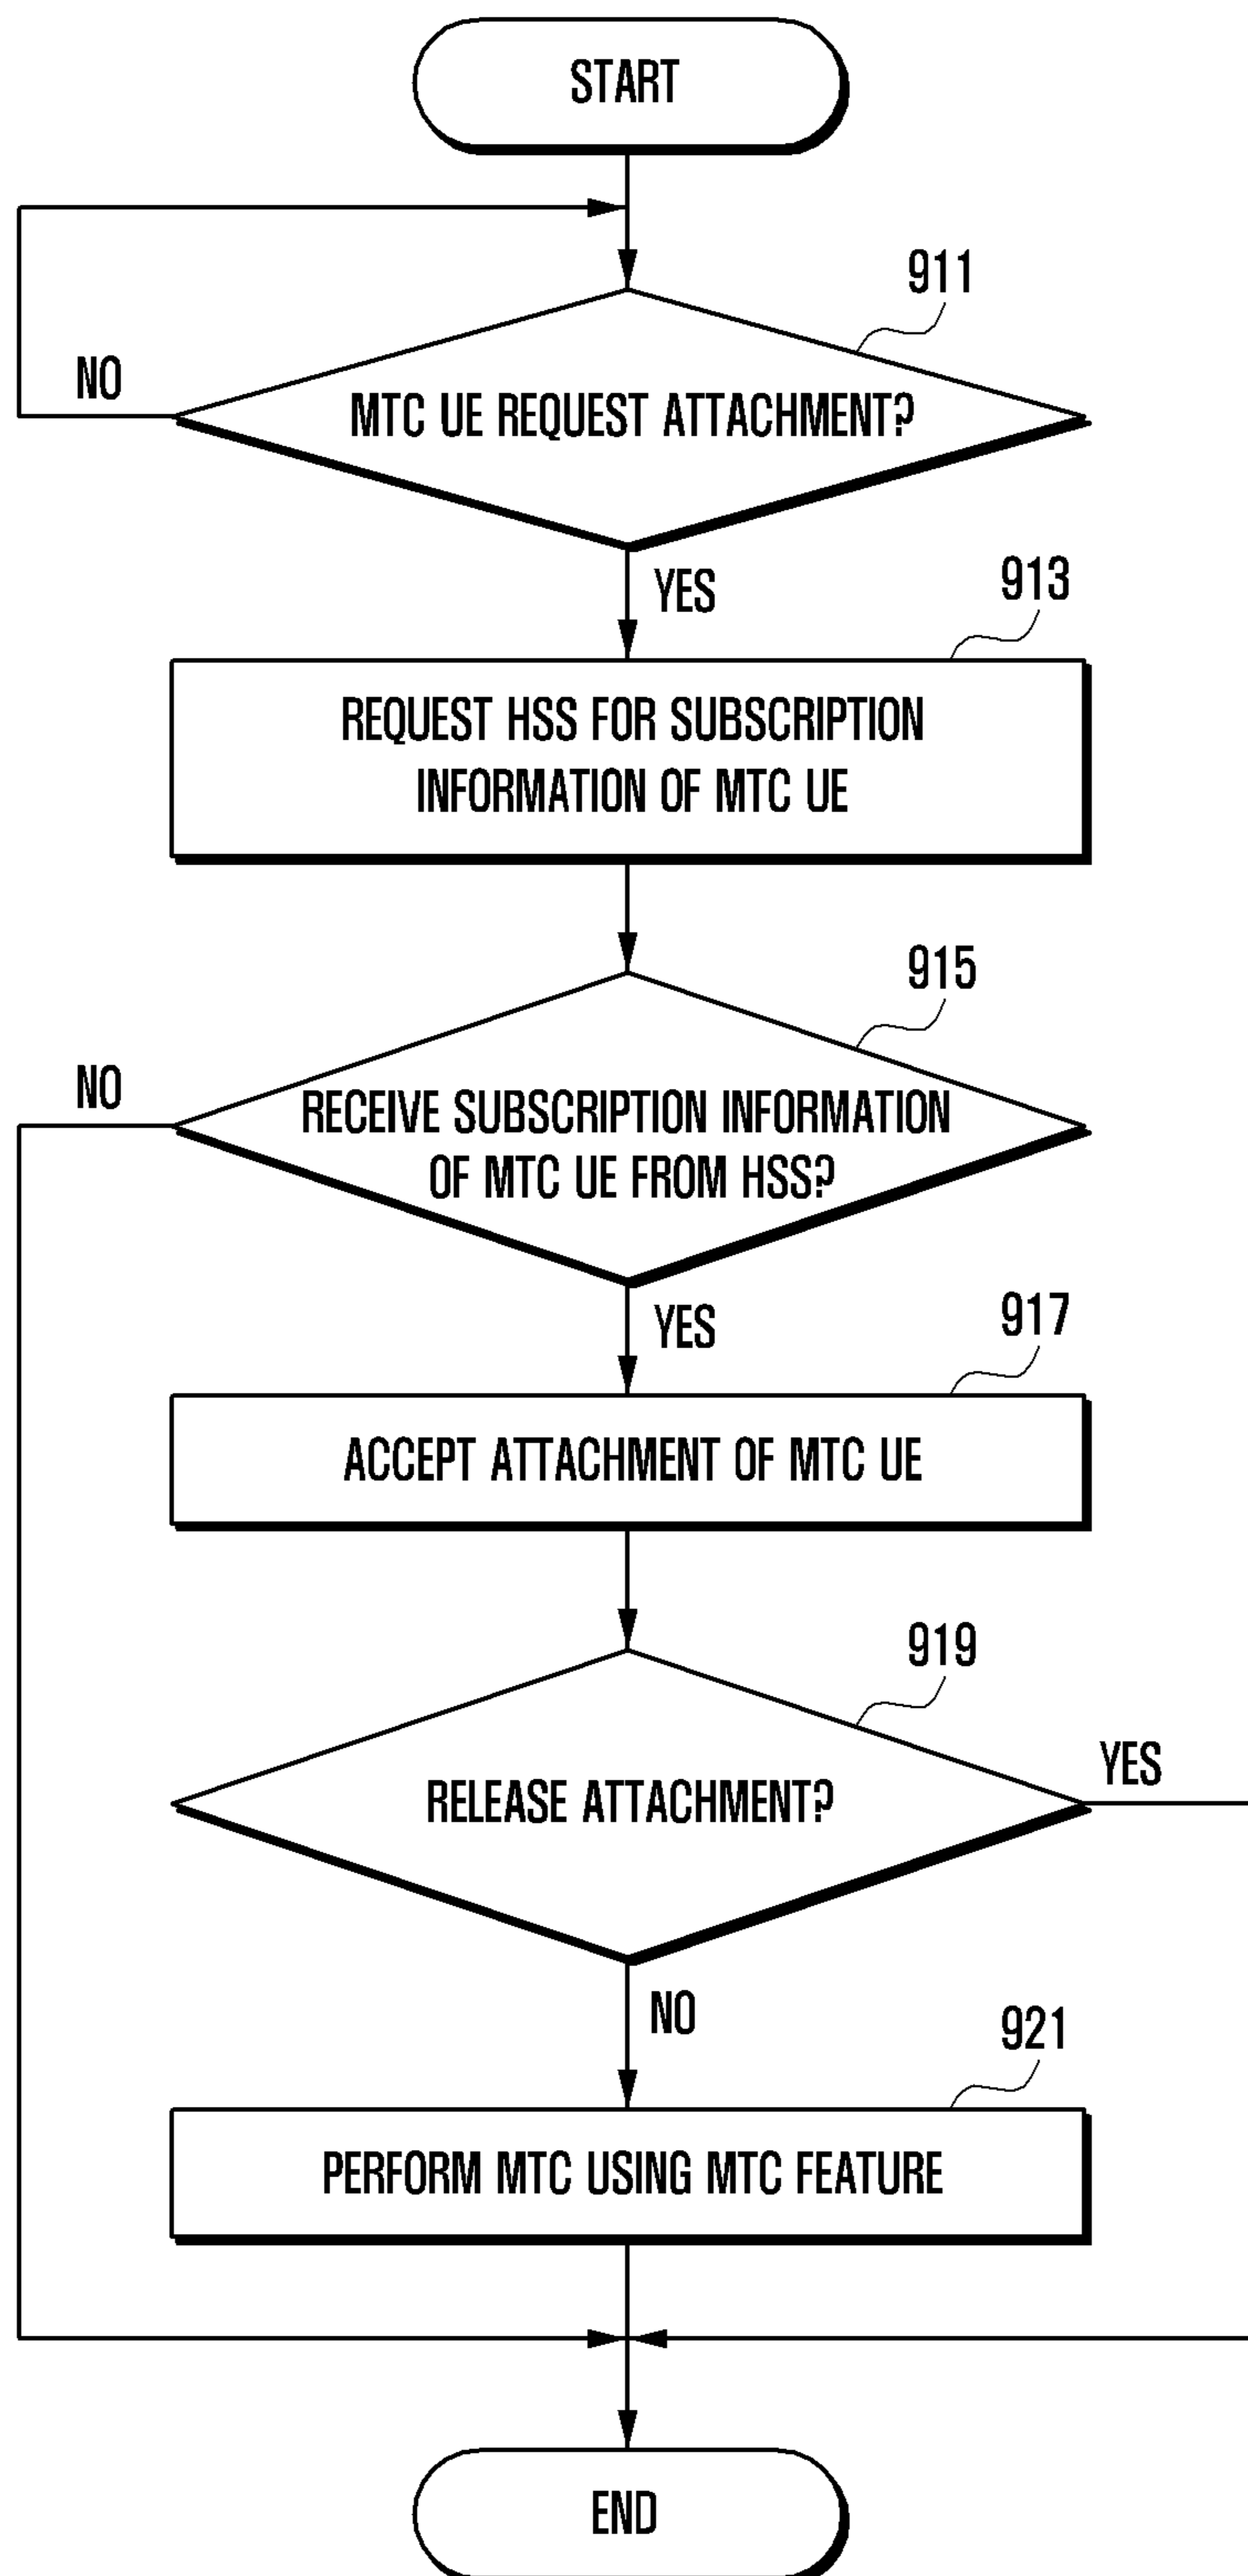 START
911
NO
MTC UE REQUEST ATTACHMENT?
YES
913
REQUEST HSS FOR SUBSCRIPTION
INFORMATION OF MTC UE
915
NO
RECEIVE SUBSCRIPTION INFORMATION
OF MTC UE FROM HSS?
YES
917
ACCEPT ATTACHMENT OF MTC UE
919
YES
RELEASE ATTACHMENT?
NO
921
PERFORM MTC USING MTC FEATURE
END